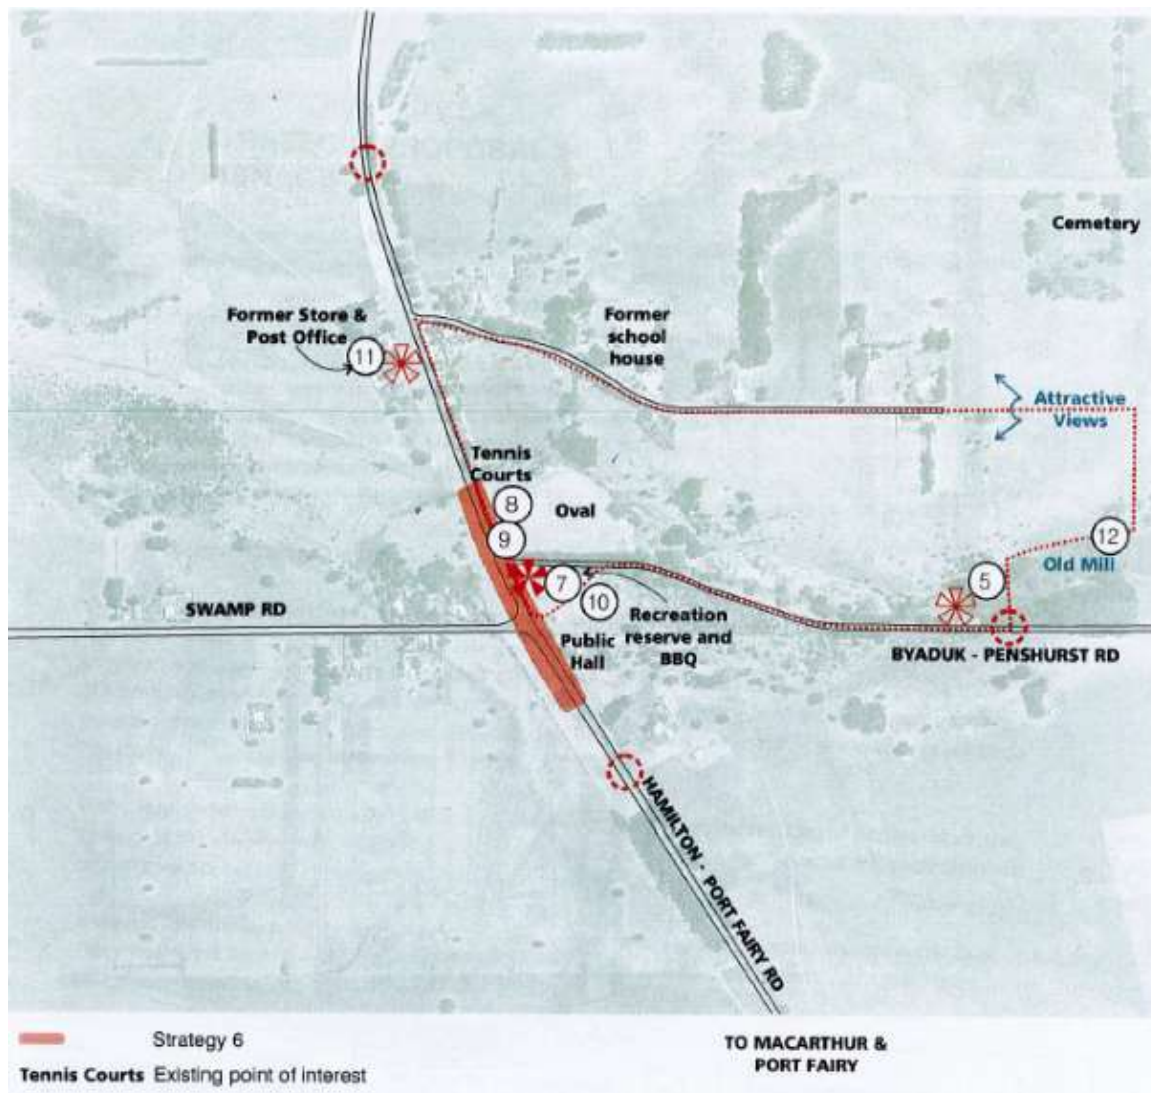 Cemetery
Former Store &
Post Office
11
Former
school
house
Attractive
Views
Tennis
Courts
8
Oval
9
12
Old Mill
5
7
10
SWAMP RD
Recreation
reserve and
BBQ
Public
Hall
BYADUK - PENSHURST RD
HAMILTON - PORT FAIRY RD
Strategy 6
TO MACARTHUR &
PORT FAIRY
Tennis Courts Existing point of interest